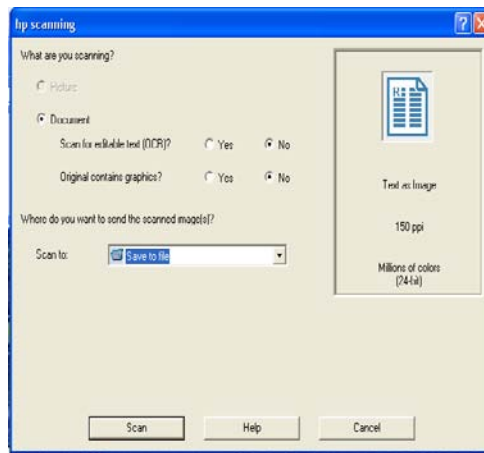 hp scanning
What are you scanning?
Picture
Document
Scan for editable text (OCR)? Yes No
Original contains graphics? Yes No
Where do you want to send the scanned image(s)?
Scan to: Save to file
Text as Image
150 ppi
Millions of colors
(24-bit)
Scan Help Cancel